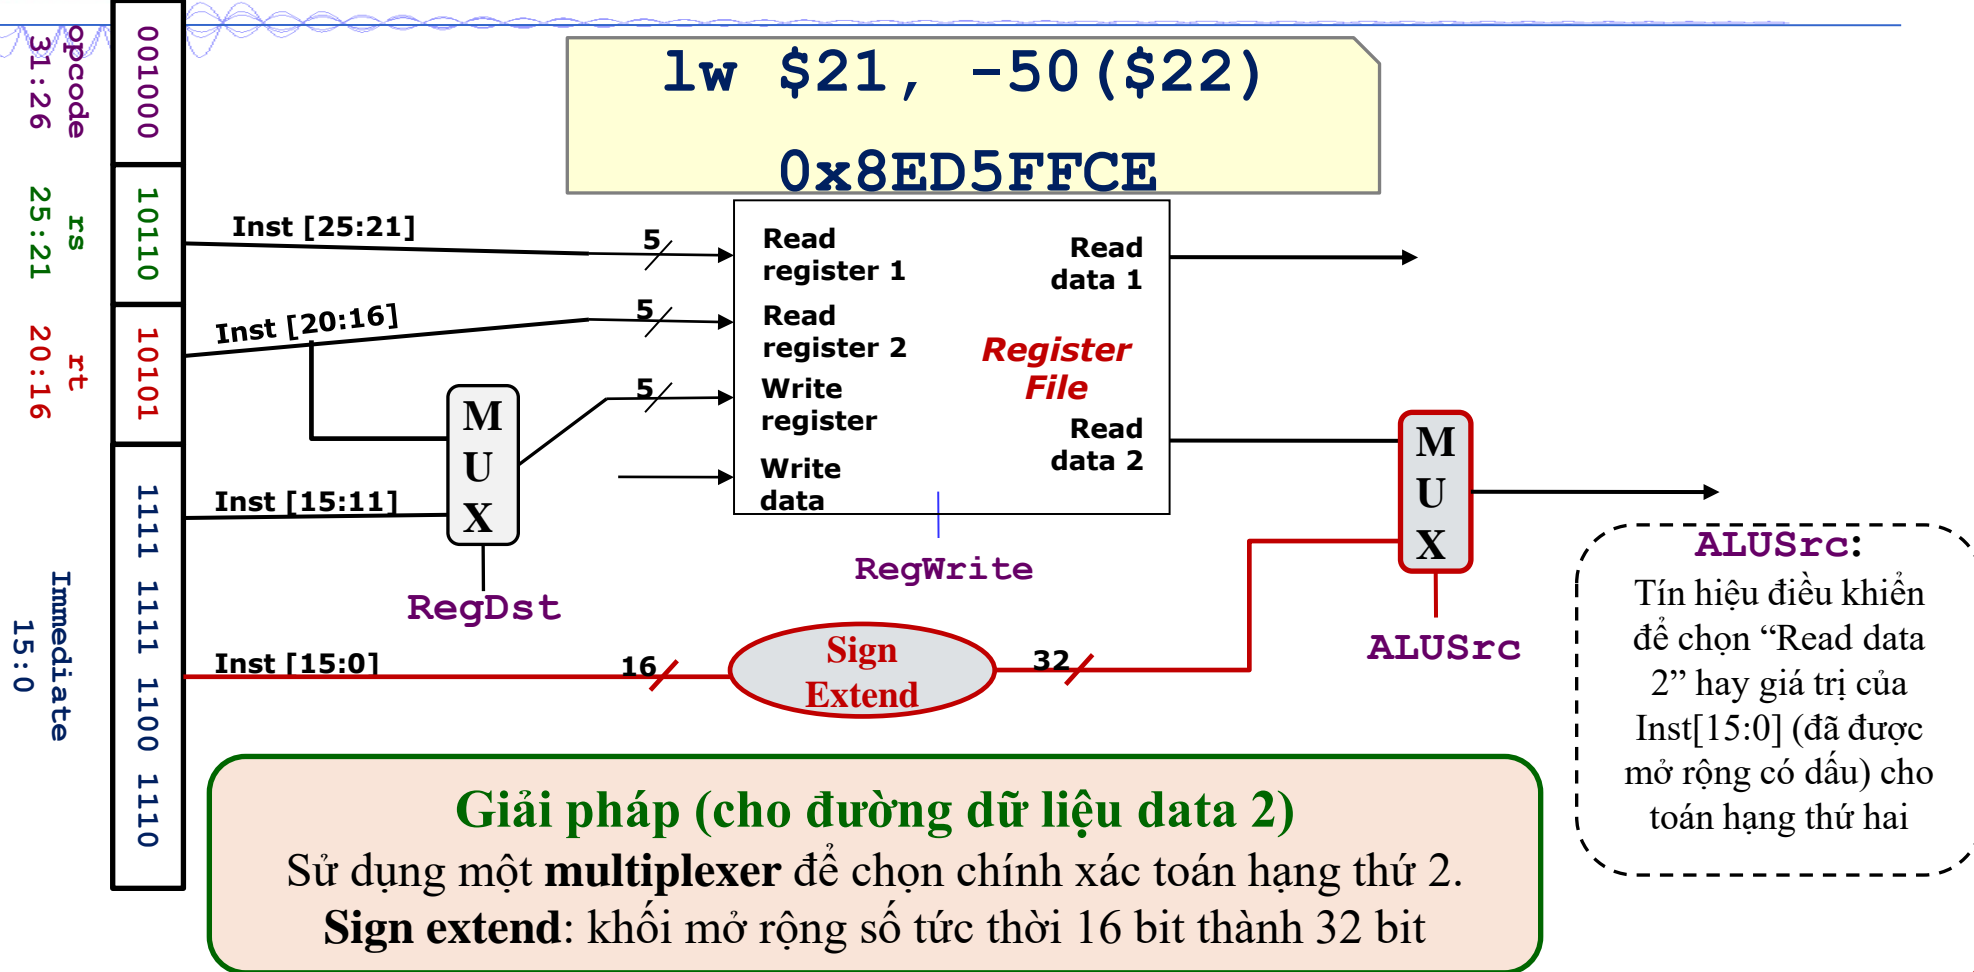 opcode
31:26
001000
rs
25:21
10110
rt
20:16
10101
Immediate
15:0
1111 1111 1100 1110
lw $21, -50($22)
0x8ED5FFCE
Inst [25:21]
5
Inst [20:16]
5
5
Inst [15:11]
Inst [15:0]
16
32
M
U
X
RegDst
Read
register 1
Read
register 2
Write
register
Write
data
Read
data 1
Register
File
Read
data 2
RegWrite
Sign
Extend
M
U
X
ALUSrc
ALUSrc:
Tín hiệu điều khiển
để chọn “Read data
2” hay giá trị của
Inst[15:0] (đã được
mở rộng có dấu) cho
toán hạng thứ hai
Giải pháp (cho đường dữ liệu data 2)
Sử dụng một multiplexer để chọn chính xác toán hạng thứ 2.
Sign extend: khối mở rộng số tức thời 16 bit thành 32 bit